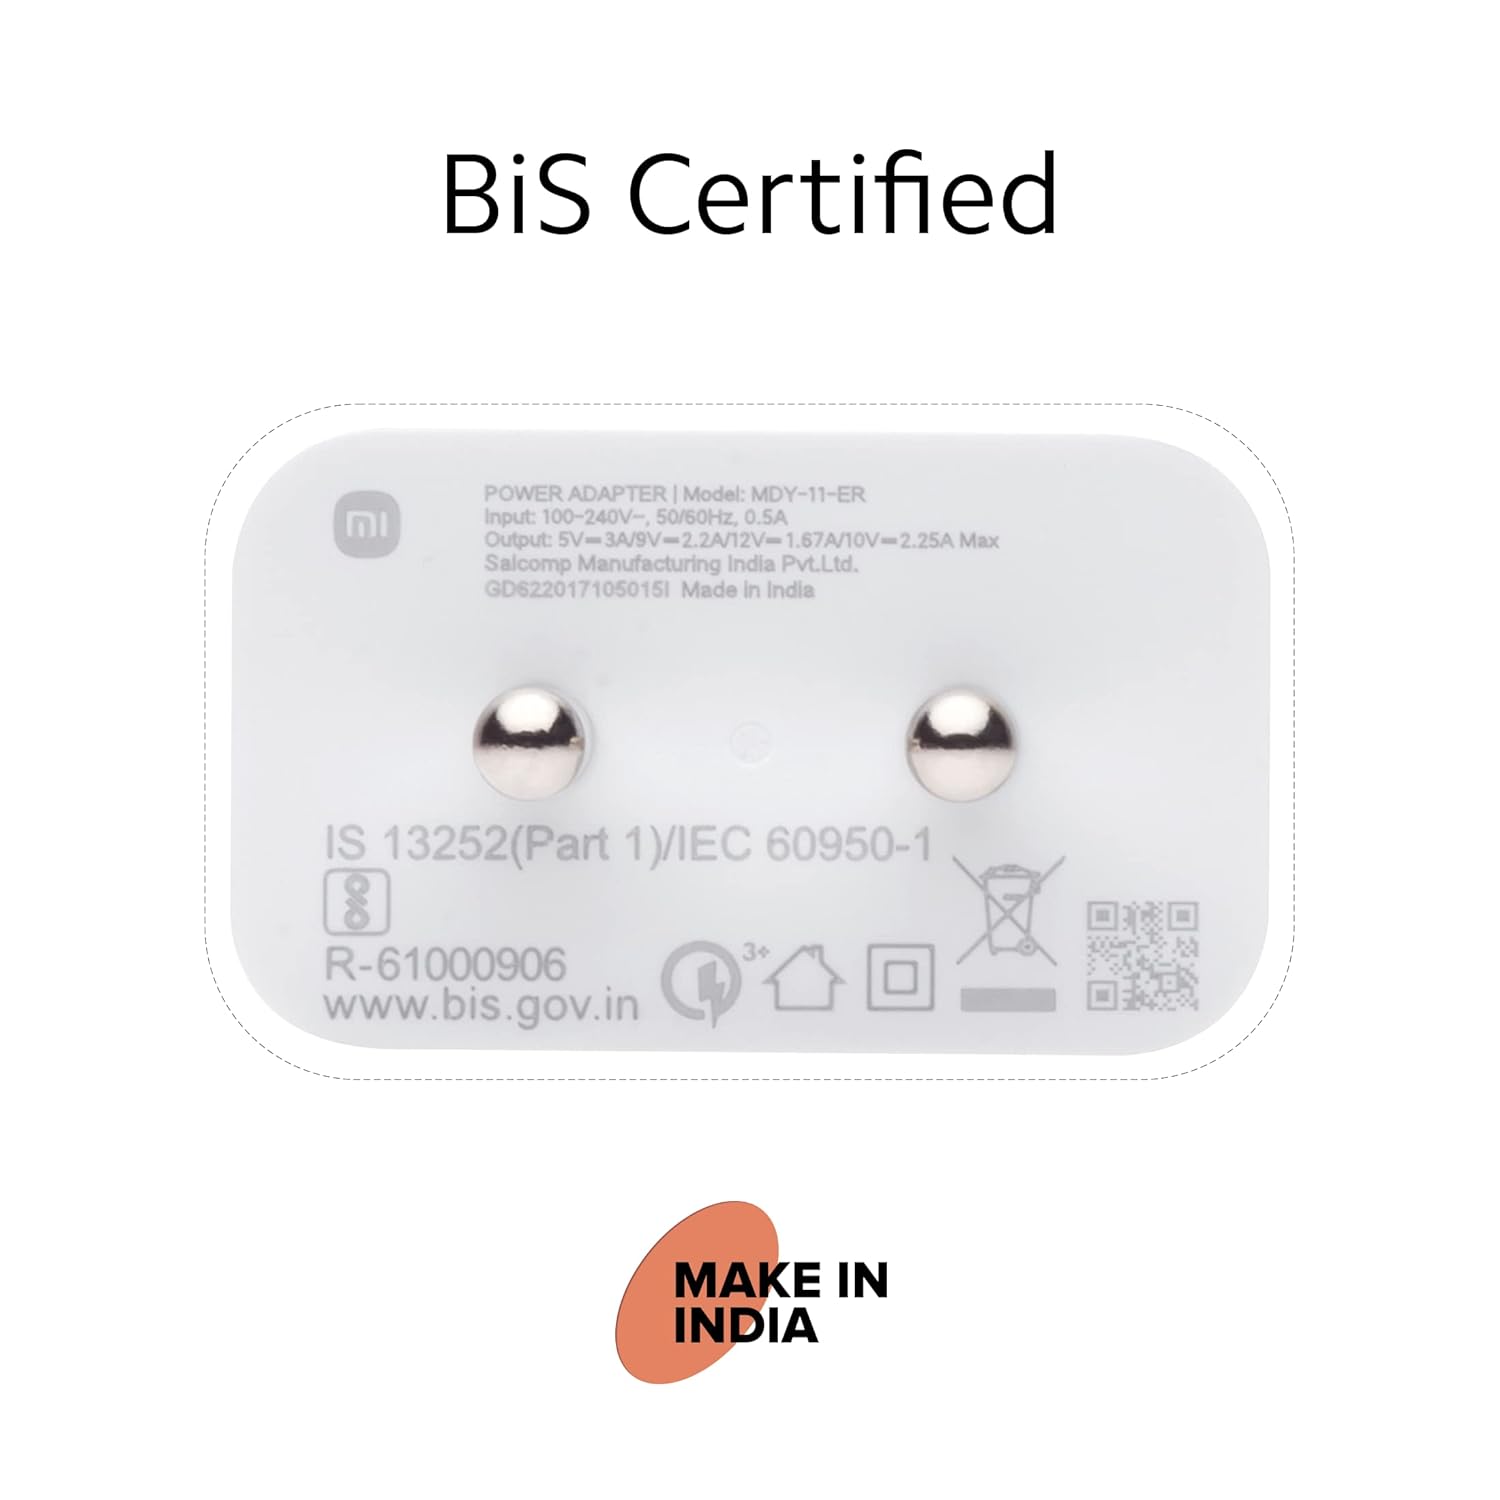 BiS Certified
mi
POWER ADAPTER | Model: MDY-11-ER
Input: 100-240V~, 50/60Hz, 0.5A
Output: 5V⎓3A/9V⎓2.2A/12V⎓1.67A/10V⎓2.25A Max
Salcomp Manufacturing India Pvt.Ltd.
GD622017105015I Made in India
IS 13252(Part 1)/IEC 60950-1
R-61000906
www.bis.gov.in
3+
MAKE IN
INDIA